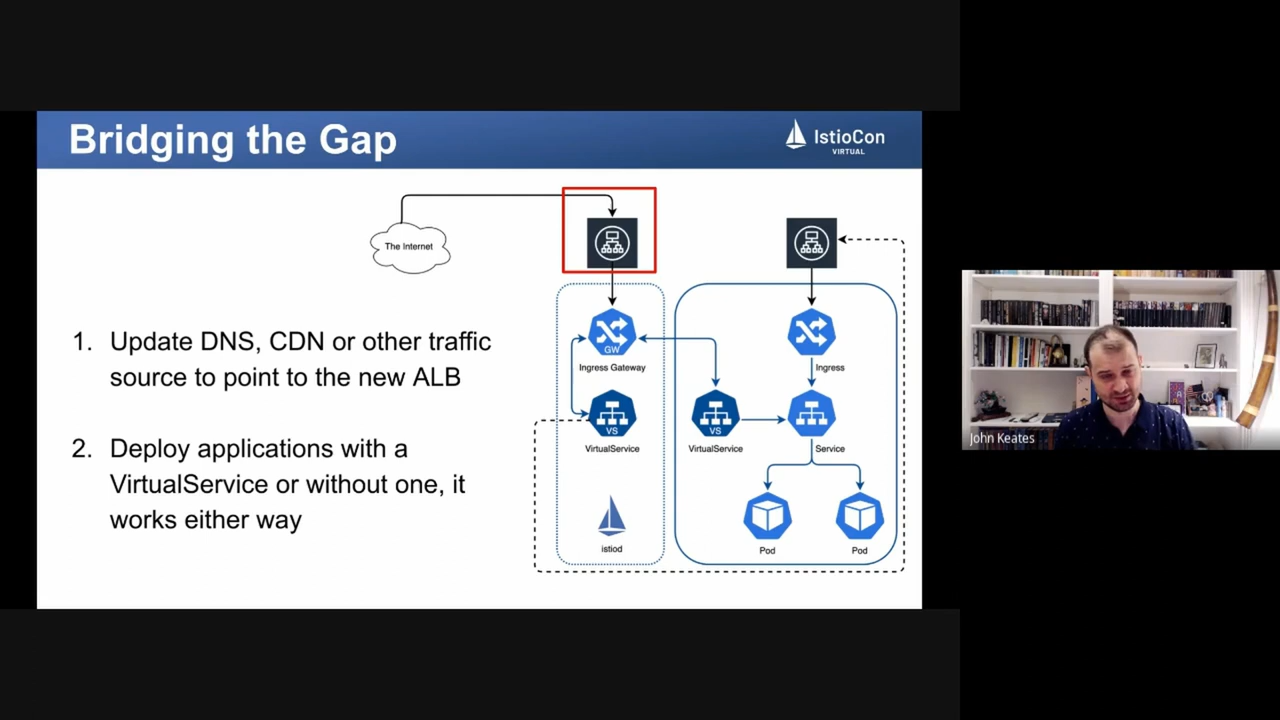 Bridging the Gap
IstioCon
VIRTUAL
The Internet
1. Update DNS, CDN or other traffic
source to point to the new ALB
2. Deploy applications with a
VirtualService or without one, it
works either way
GW
Ingress Gateway
Ingress
VS
VirtualService
VS
VirtualService
Service
istiod
Pod
Pod
John Keates